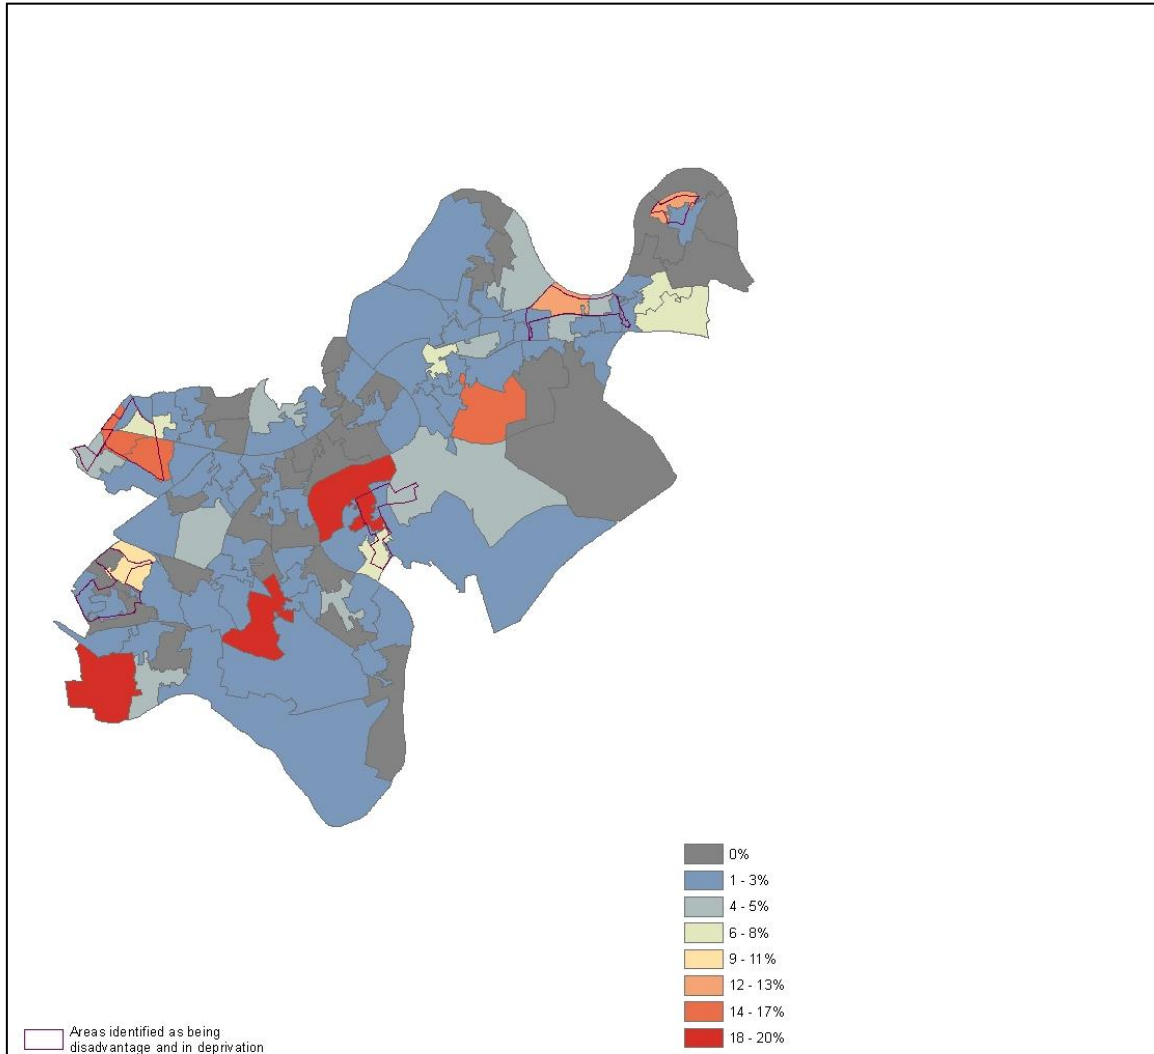 0%
1 - 3%
4 - 5%
6 - 8%
9 - 11%
12 - 13%
14 - 17%
18 - 20%
Areas identified as being
disadvantage and in deprivation